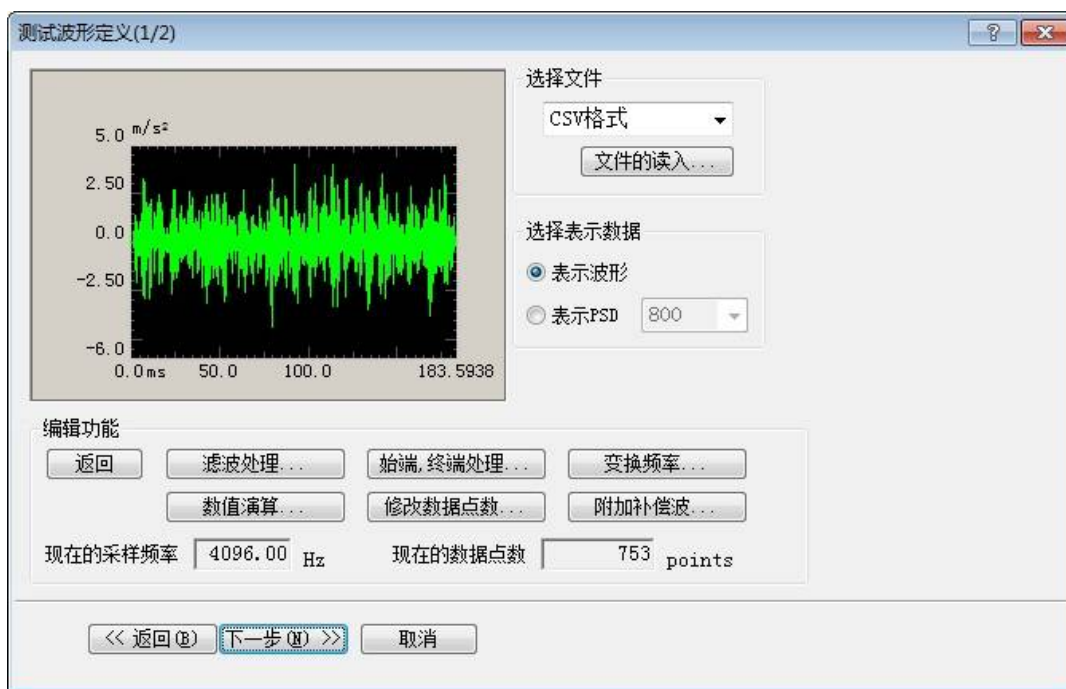 测试波形定义(1/2)
5.0 m/s²
2.50
0.0
-2.50
-6.0
0.0ms 50.0 100.0 183.5938
选择文件
CSV格式
文件的读入...
选择表示数据
表示波形
表示PSD 800
编辑功能
返回 滤波处理... 始端,终端处理... 变换频率...
数值演算... 修改数据点数... 附加补偿波...
现在的采样频率 4096.00 Hz 现在的数据点数 753 points
<< 返回(B) 下一步(N) >> 取消